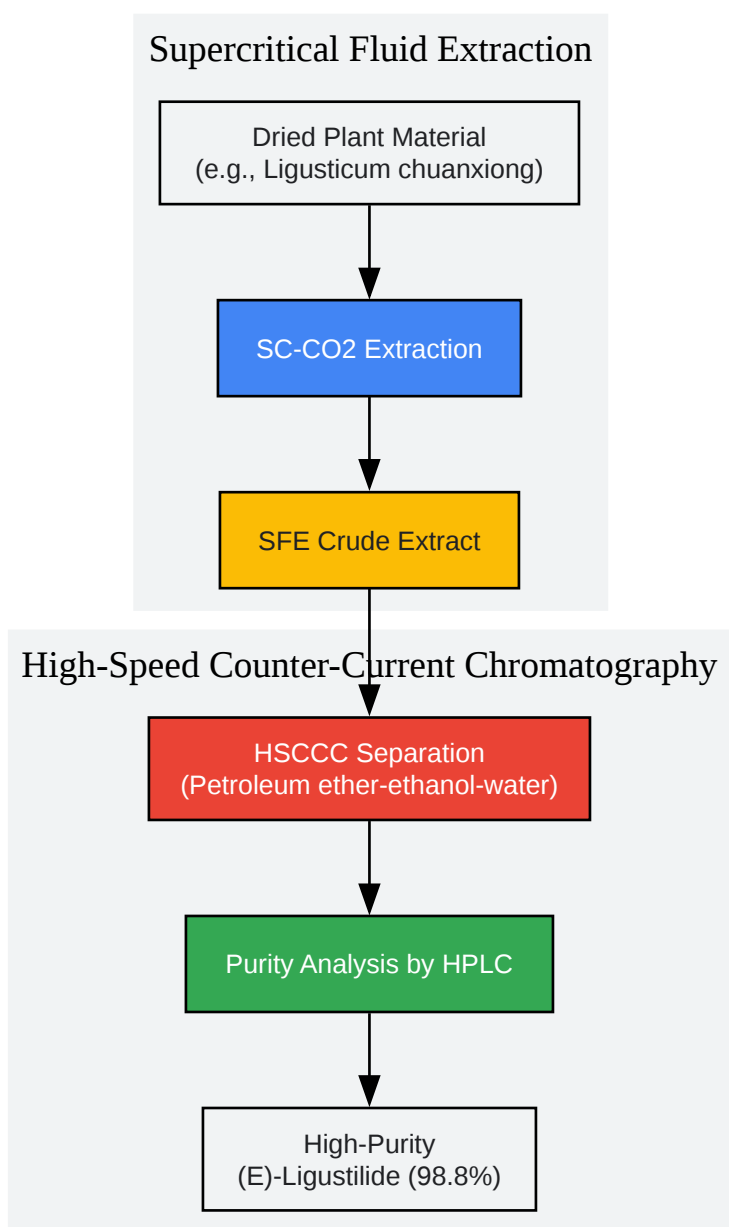 Supercritical Fluid Extraction
Dried Plant Material
(e.g., Ligusticum chuanxiong)
SC-CO2 Extraction
SFE Crude Extract
High-Speed Counter-Current Chromatography
HSCCC Separation
(Petroleum ether-ethanol-water)
Purity Analysis by HPLC
High-Purity
(E)-Ligustilide (98.8%)